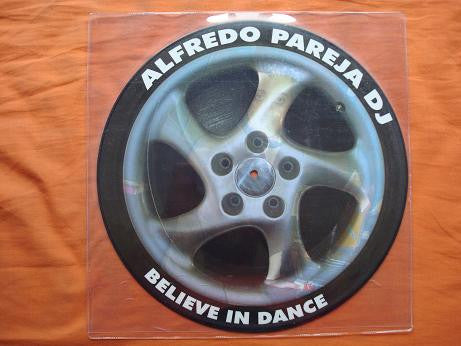 ALFREDO PAREJA DJ
BELIEVE IN DANCE